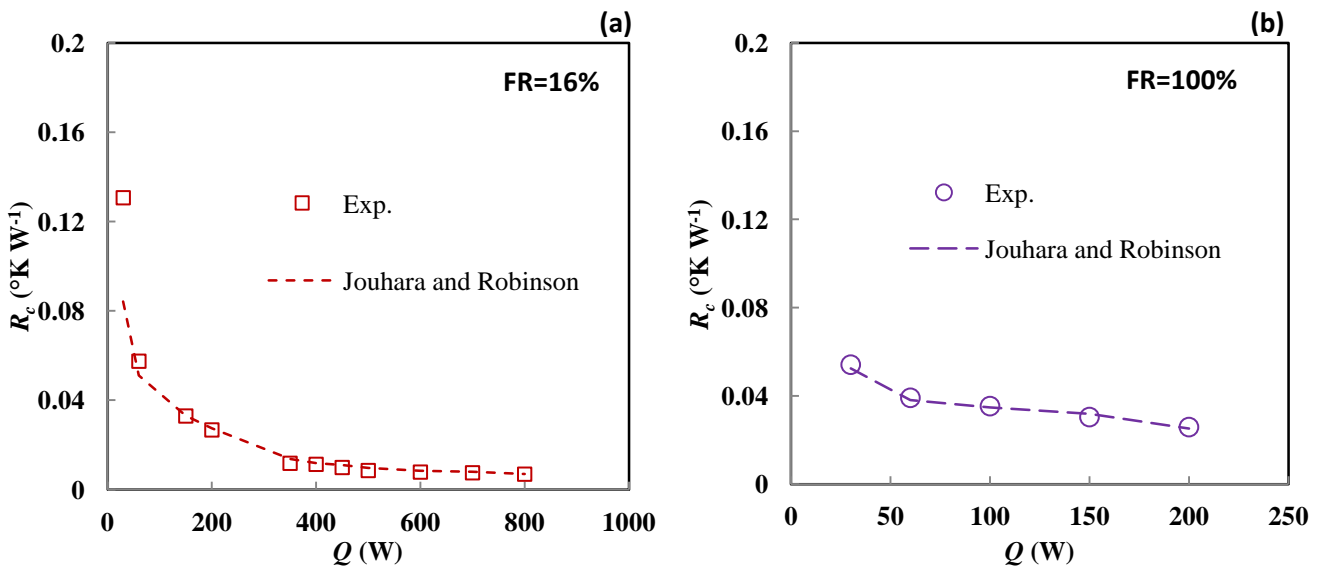 (a)
0.2
FR=16%
0.16
0.12
Exp.
0.08
Jouhara and Robinson
0.04
0
R_c (°K W⁻¹)
0 200 400 600 800 1000
Q (W)
(b)
0.2
FR=100%
0.16
Exp.
0.12
Jouhara and Robinson
0.08
0.04
0
R_c (°K W⁻¹)
0 50 100 150 200 250
Q (W)